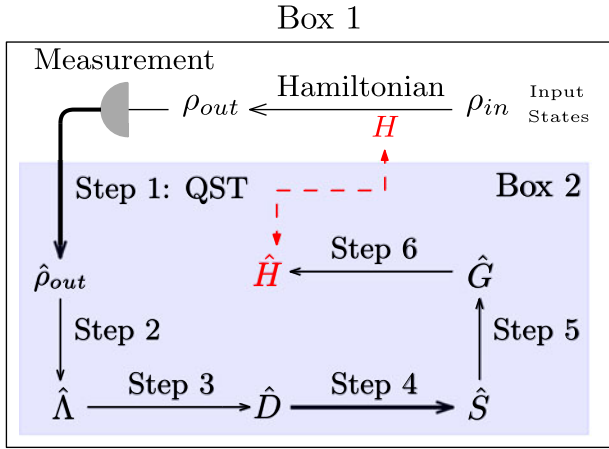 Box 1
Measurement
ρ_out Hamiltonian ρ_in Input
States
H
Step 1: QST Box 2
ρ̂_out Ĥ Step 6 Ĝ
Step 2 Step 5
Λ̂ Step 3 D̂ Step 4 Ŝ